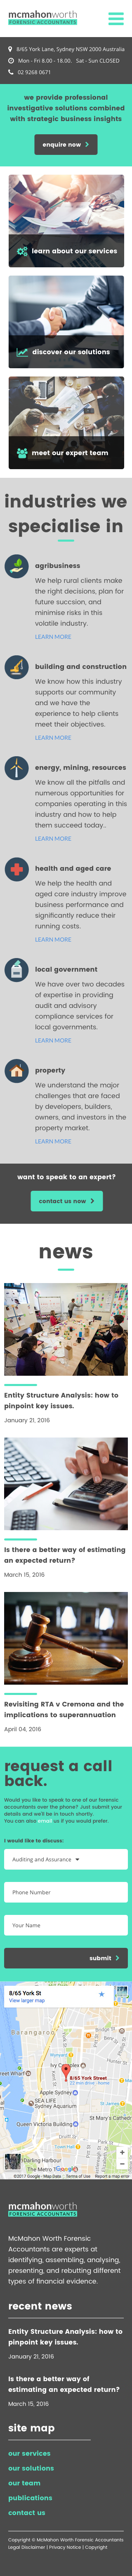 mcmahonworth
FORENSIC ACCOUNTANTS
8/65 York Lane, Sydney NSW 2000 Australia
Mon - Fri 8.00 - 18.00, Sat - Sun CLOSED
02 9268 0671
we provide professional
investigative solutions combined
with strategic business insights
enquire now
learn about our services
discover our solutions
meet our expert team
industries we
specialise in
agribusiness
We help rural clients make
the right decisions, plan for
future succsion, and
minimise risks in this
volatile industry.
LEARN MORE
building and construction
We know how this industry
supports our community
and we have the
experience to help clients
meet their objectives.
LEARN MORE
energy, mining, resources
We know all the pitfalls and
numerous opportunities for
companies operating in this
industry and how to help
them succeed today..
LEARN MORE
health and aged care
We help the health and
aged care industry improve
business performance and
significantly reduce their
running costs.
LEARN MORE
local government
We have over two decades
of expertise in providing
audit and advisory
compliance services for
local governments.
LEARN MORE
property
We understand the major
challenges that are faced
by developers, builders,
owners, and investors in the
property market.
LEARN MORE
want to speak to an expert?
contact us now
news
Entity Structure Analysis: how to
pinpoint key issues.
January 21, 2016
Is there a better way of estimating
an expected return?
March 15, 2016
Revisiting RTA v Cremona and the
implications to superannuation
April 04, 2016
request a call
back.
Would you like to speak to one of our forensic
accountants over the phone? Just submit your
details and we'll be in touch shortly.
You can also email us if you would prefer.
I would like to discuss:
Auditing and Assurance
Phone Number
Your Name
submit
8/65 York St
View larger map
Barangaroo
8/65 York Street
Apple Sydney
SEA LIFE
Sydney Aquarium
Queen Victoria Building
St Mary's Cathedral
Darling Harbour
The Metro
Google
©2017 Google - Map Data Terms of Use Report a map error
mcmahonworth
FORENSIC ACCOUNTANTS
McMahon Worth Forensic
Accountants are experts at
identifying, assembling, analysing,
presenting, and rebutting different
types of financial evidence.
recent news
Entity Structure Analysis: how to
pinpoint key issues.
January 21, 2016
Is there a better way of
estimating an expected return?
March 15, 2016
site map
our services
our solutions
our team
publications
contact us
Copyright © McMahon Worth Forensic Accountants
Legal Disclaimer | Privacy Notice | Copyright